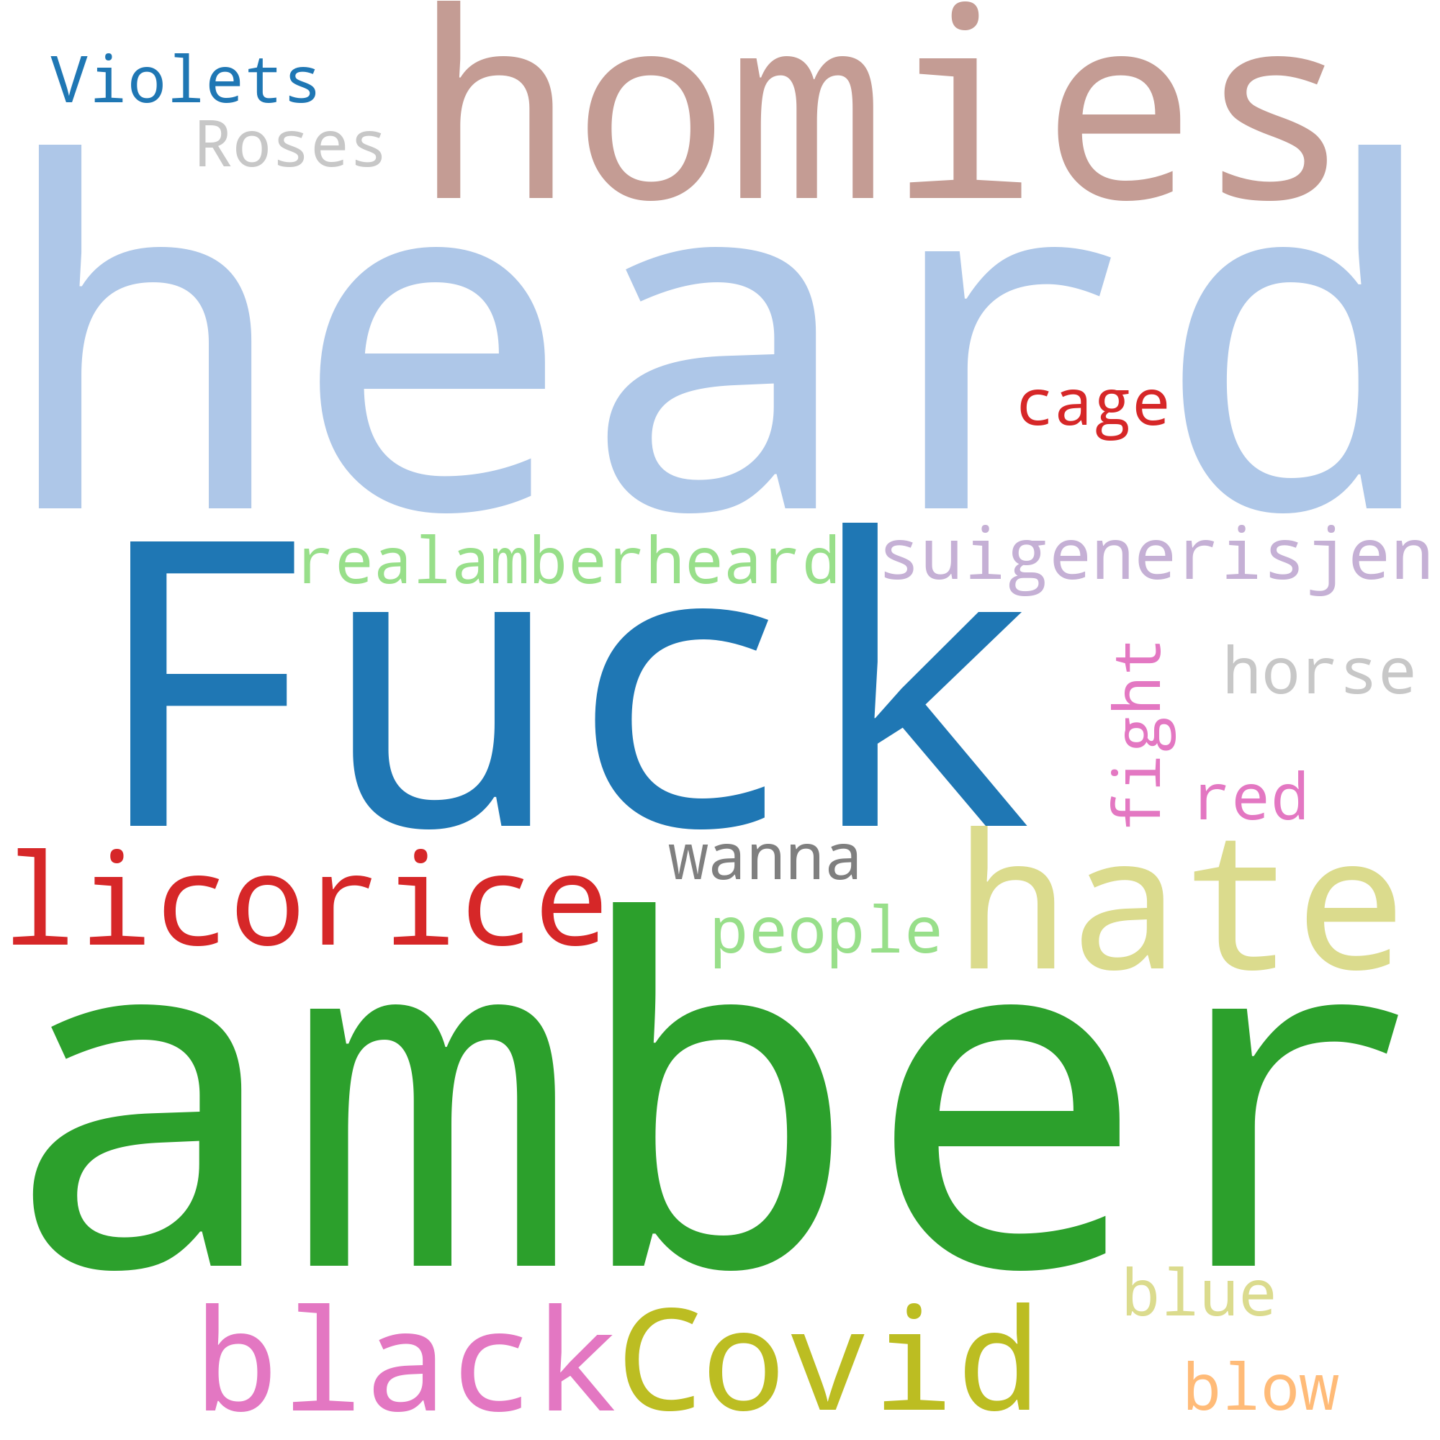 Violets
homies
Roses
heard
cage
realamberheard
suigenerisjen
Fuck
fight
horse
red
licorice
wanna
hate
people
amber
blue
black
Covid
blow